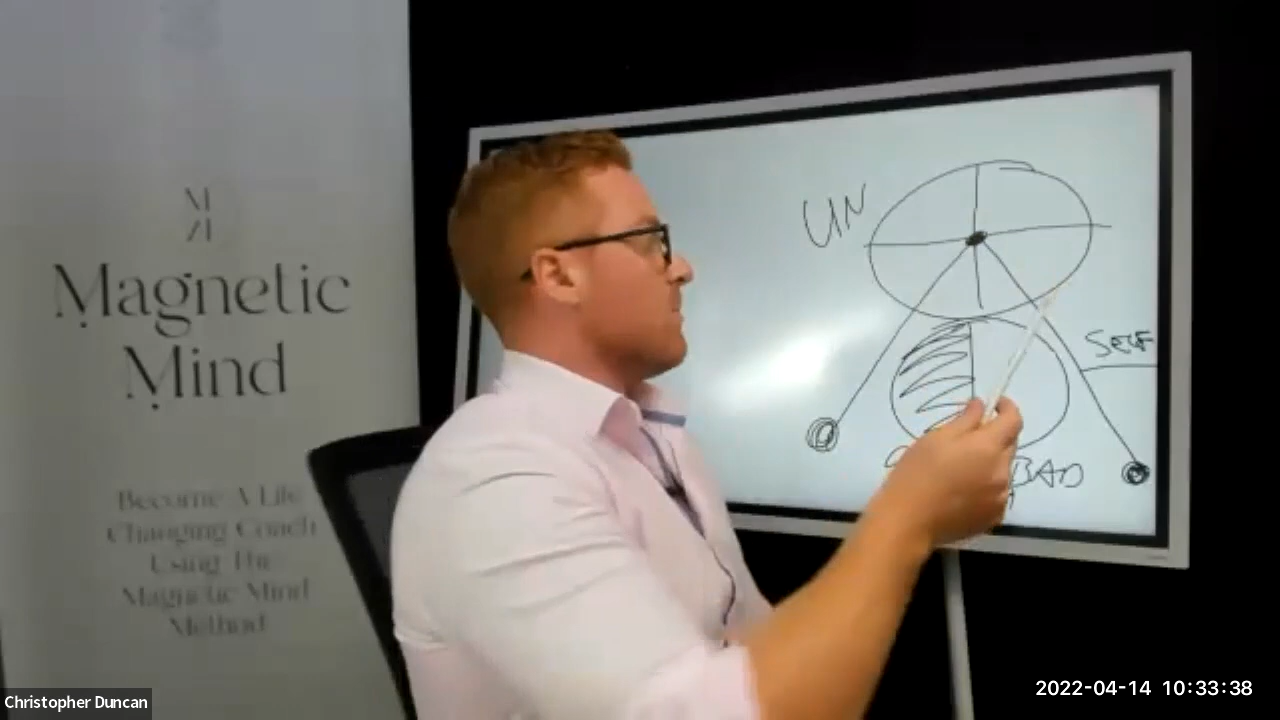 Magnetic
Mind
Become A Life
Changing Coach
Using The
Magnetic Mind
Method
UN
SELF
BAD
Christopher Duncan
2022-04-14 10:33:38